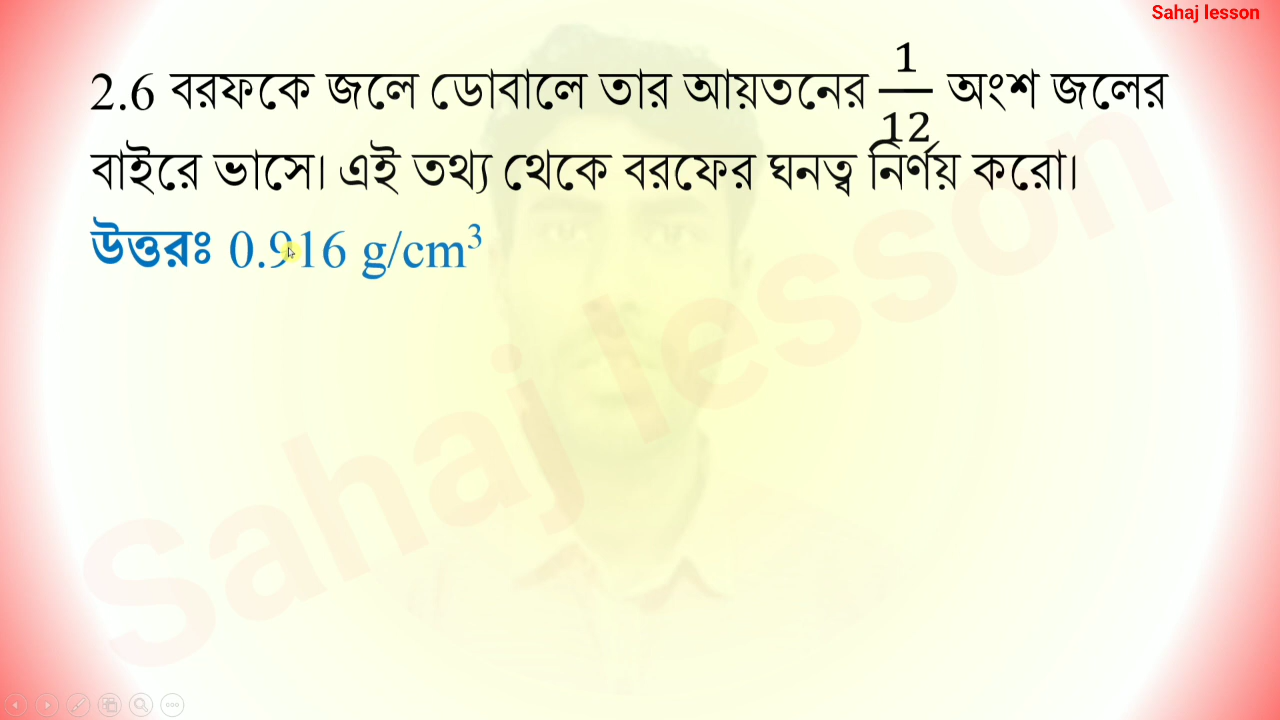 Sahaj lesson
2.6 বরফকে জলে ডোবালে তার আয়তনের 1/12 অংশ জলের
বাইরে ভাসে। এই তথ্য থেকে বরফের ঘনত্ব নির্ণয় করো।
উত্তরঃ 0.916 g/cm³
Sahaj lesson